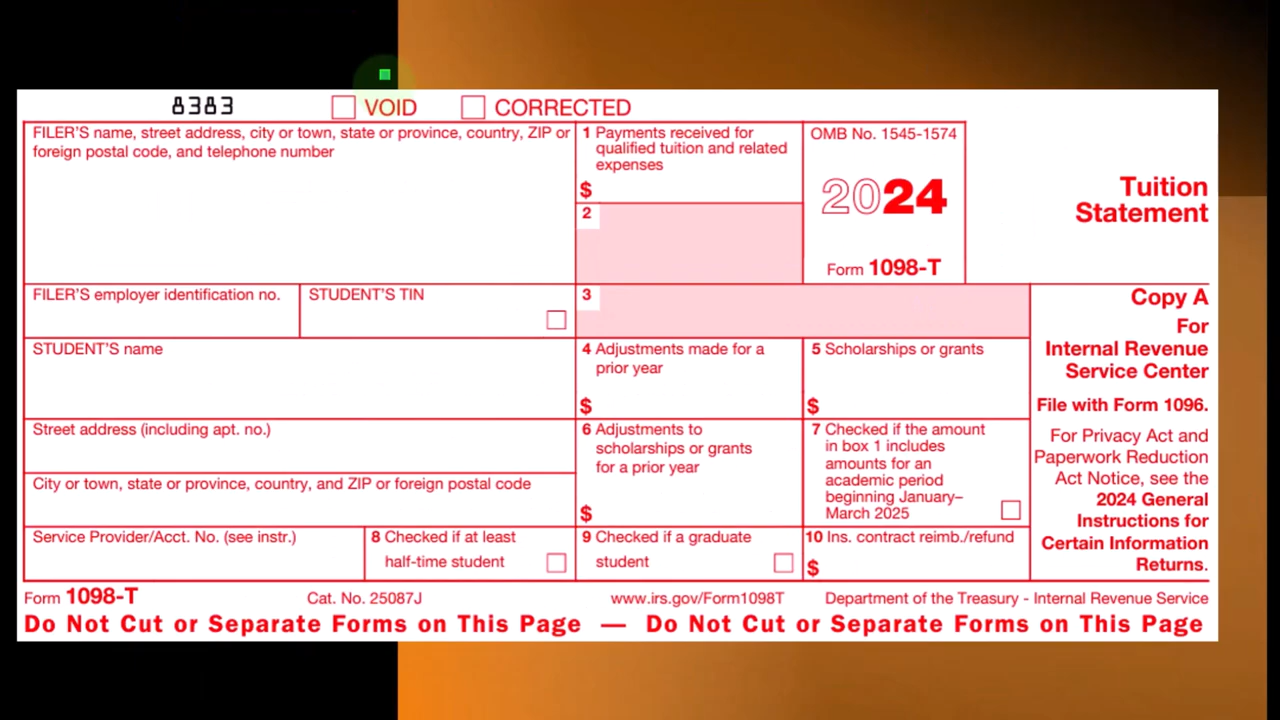 8383 VOID CORRECTED
FILER'S name, street address, city or town, state or province, country, ZIP or
foreign postal code, and telephone number
1 Payments received for
qualified tuition and related
expenses
$
2
OMB No. 1545-1574
2024
Form 1098-T
Tuition
Statement
FILER'S employer identification no.
STUDENT'S TIN
3
Copy A
For
Internal Revenue
Service Center
File with Form 1096.
For Privacy Act and
Paperwork Reduction
Act Notice, see the
2024 General
Instructions for
Certain Information
Returns.
STUDENT'S name
4 Adjustments made for a
prior year
$
5 Scholarships or grants
$
Street address (including apt. no.)
City or town, state or province, country, and ZIP or foreign postal code
6 Adjustments to
scholarships or grants
for a prior year
$
7 Checked if the amount
in box 1 includes
amounts for an
academic period
beginning January–
March 2025
Service Provider/Acct. No. (see instr.)
8 Checked if at least
half-time student
9 Checked if a graduate
student
10 Ins. contract reimb./refund
$
Form 1098-T Cat. No. 25087J www.irs.gov/Form1098T Department of the Treasury - Internal Revenue Service
Do Not Cut or Separate Forms on This Page — Do Not Cut or Separate Forms on This Page